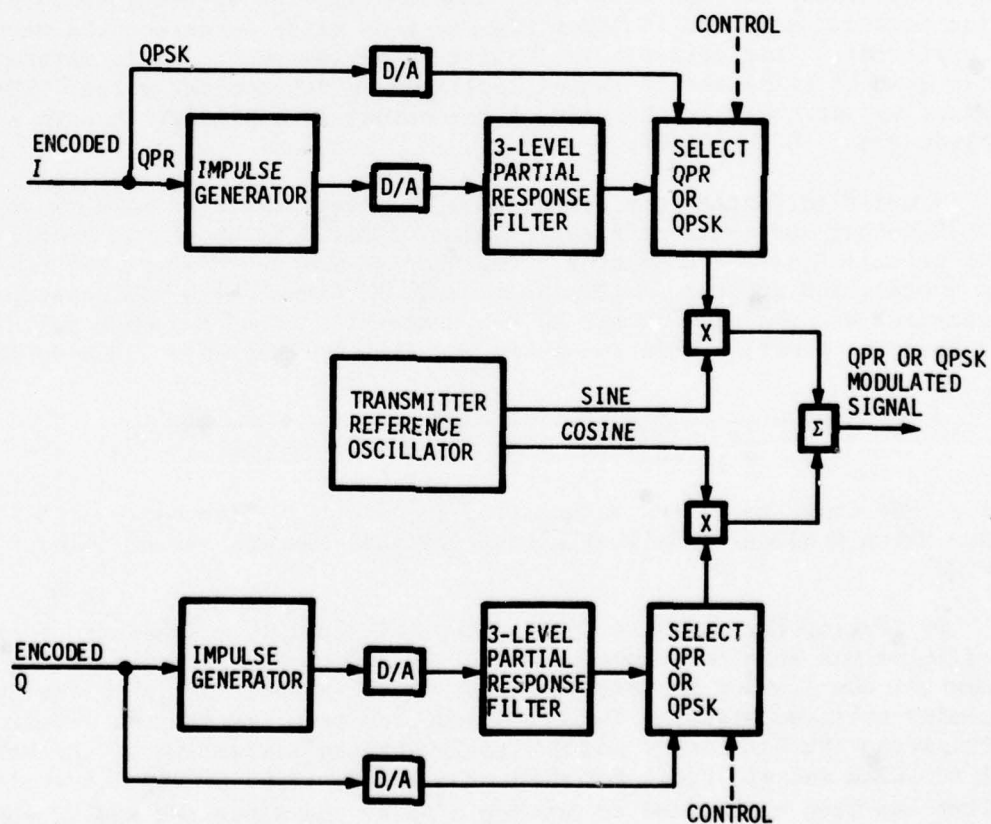 CONTROL
QPSK
D/A
ENCODED
I
QPR
IMPULSE
GENERATOR
D/A
3-LEVEL
PARTIAL
RESPONSE
FILTER
SELECT
QPR
OR
QPSK
X
TRANSMITTER
REFERENCE
OSCILLATOR
SINE
COSINE
QPR OR QPSK
MODULATED
SIGNAL
Σ
X
ENCODED
Q
IMPULSE
GENERATOR
D/A
3-LEVEL
PARTIAL
RESPONSE
FILTER
SELECT
QPR
OR
QPSK
D/A
CONTROL